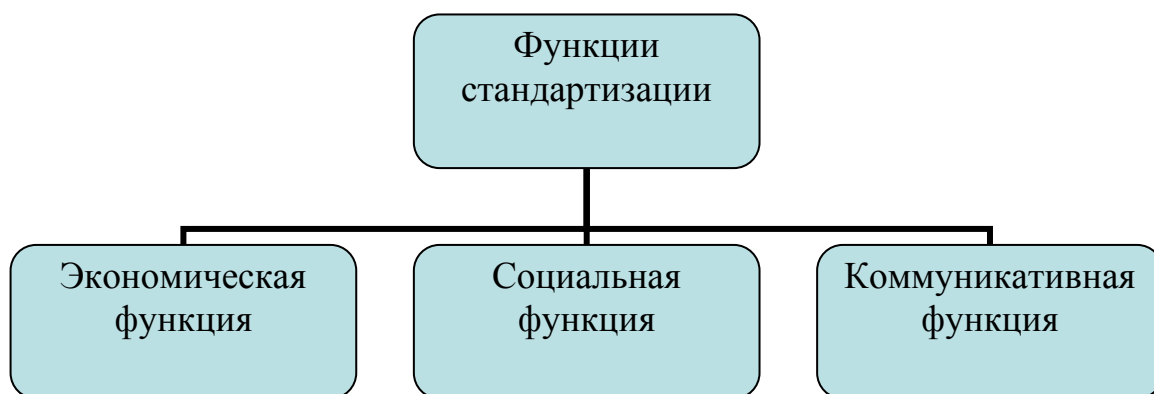 Функции
стандартизации
Экономическая
функция
Социальная
функция
Коммуникативная
функция